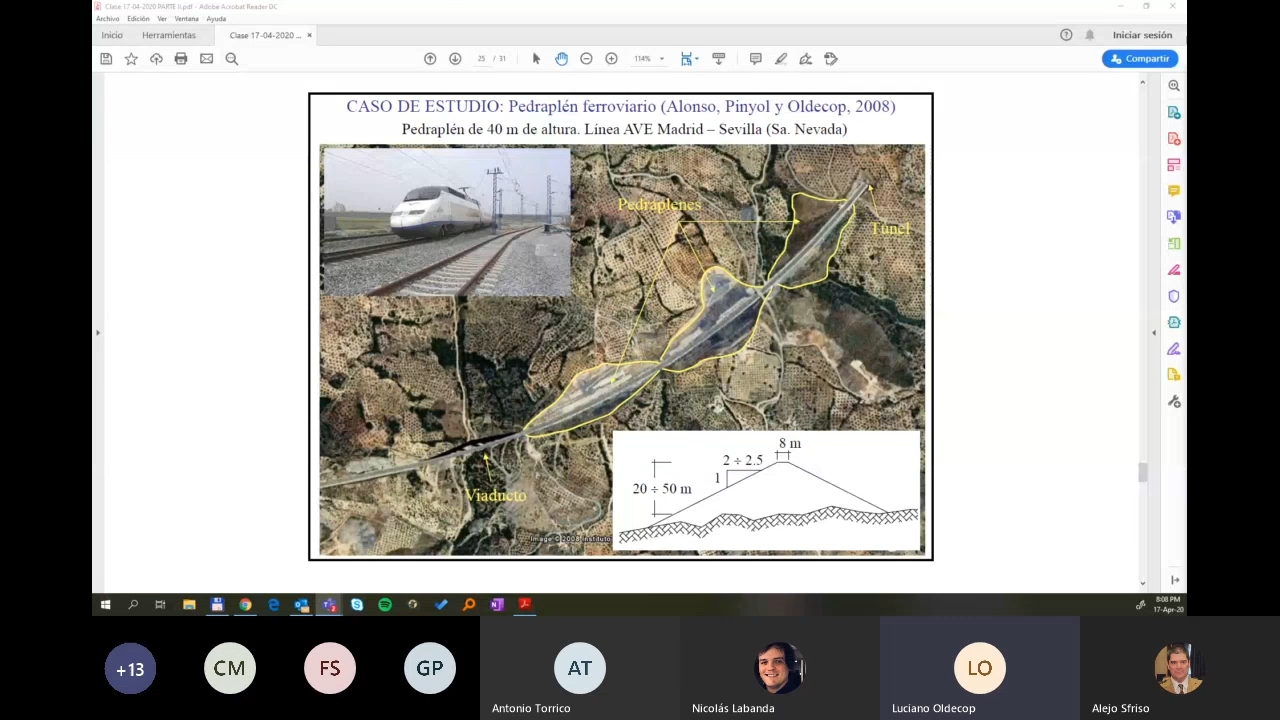 Clase 17-04-2020 PARTE II.pdf - Adobe Acrobat Reader DC
Archivo Edición Ver Ventana Ayuda
Inicio Herramientas Clase 17-04-2020 ... × Iniciar sesión
25 / 31 114% Compartir
CASO DE ESTUDIO: Pedraplén ferroviario (Alonso, Pinyol y Oldecop, 2008)
Pedraplén de 40 m de altura. Línea AVE Madrid – Sevilla (Sa. Nevada)
Pedraplenes
Túnel
Viaducto
8 m
2 ÷ 2.5
1
20 ÷ 50 m
Image © 2008 Instituto
8:08 PM
17-Apr-20
+13 CM FS GP AT LO
Antonio Torrico Nicolás Labanda Luciano Oldecop Alejo Sfriso